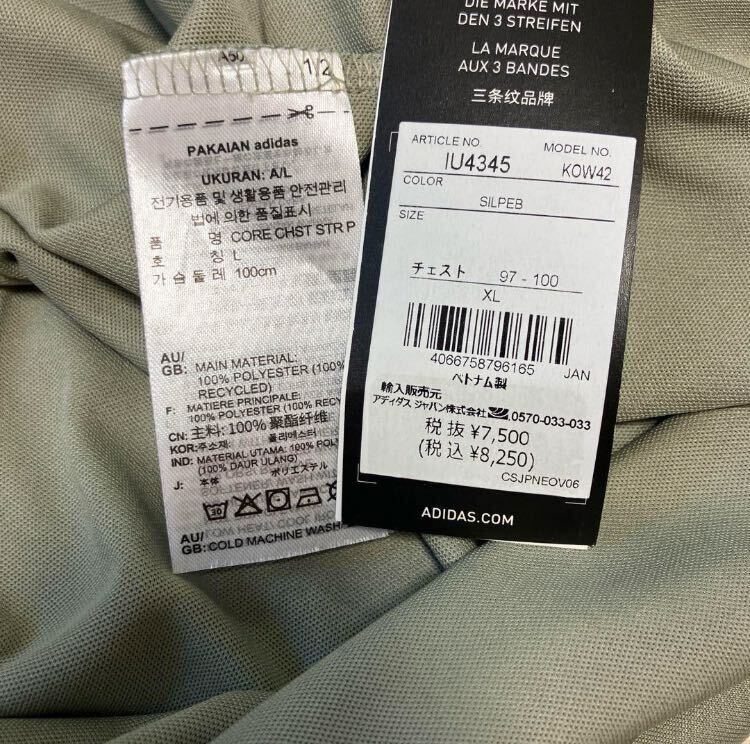 A50
1 2
PAKAIAN adidas
UKURAN: A/L
전기용품 및 생활용품 안전관리
법에 의한 품질표시
품 명 CORE CHST STR P
호 칭 L
가 슴 둘 레 100cm
AU/
GB: MAIN MATERIAL:
100% POLYESTER (100%
RECYCLED)
F: MATIERE PRINCIPALE:
100% POLYESTER (100% RECY
CN: 主料: 100% 聚酯纤维
KOR: 주소재: 폴리에스터
IND: MATERIAL UTAMA: 100% POL
(100% DAUR ULANG)
J: 本体 ポリエステル
30
AU/
GB: COLD MACHINE WASH
DIE MARKE MIT
DEN 3 STREIFEN
LA MARQUE
AUX 3 BANDES
三条纹品牌
ARTICLE NO. MODEL NO.
IU4345 KOW42
COLOR
SILPEB
SIZE
チェスト 97 - 100
XL
4066758796165 JAN
ベトナム製
輸入販売元
アディダス ジャパン株式会社 0570-033-033
税 抜 ¥7,500
(税 込 ¥8,250)
CSJPNEOV06
ADIDAS.COM